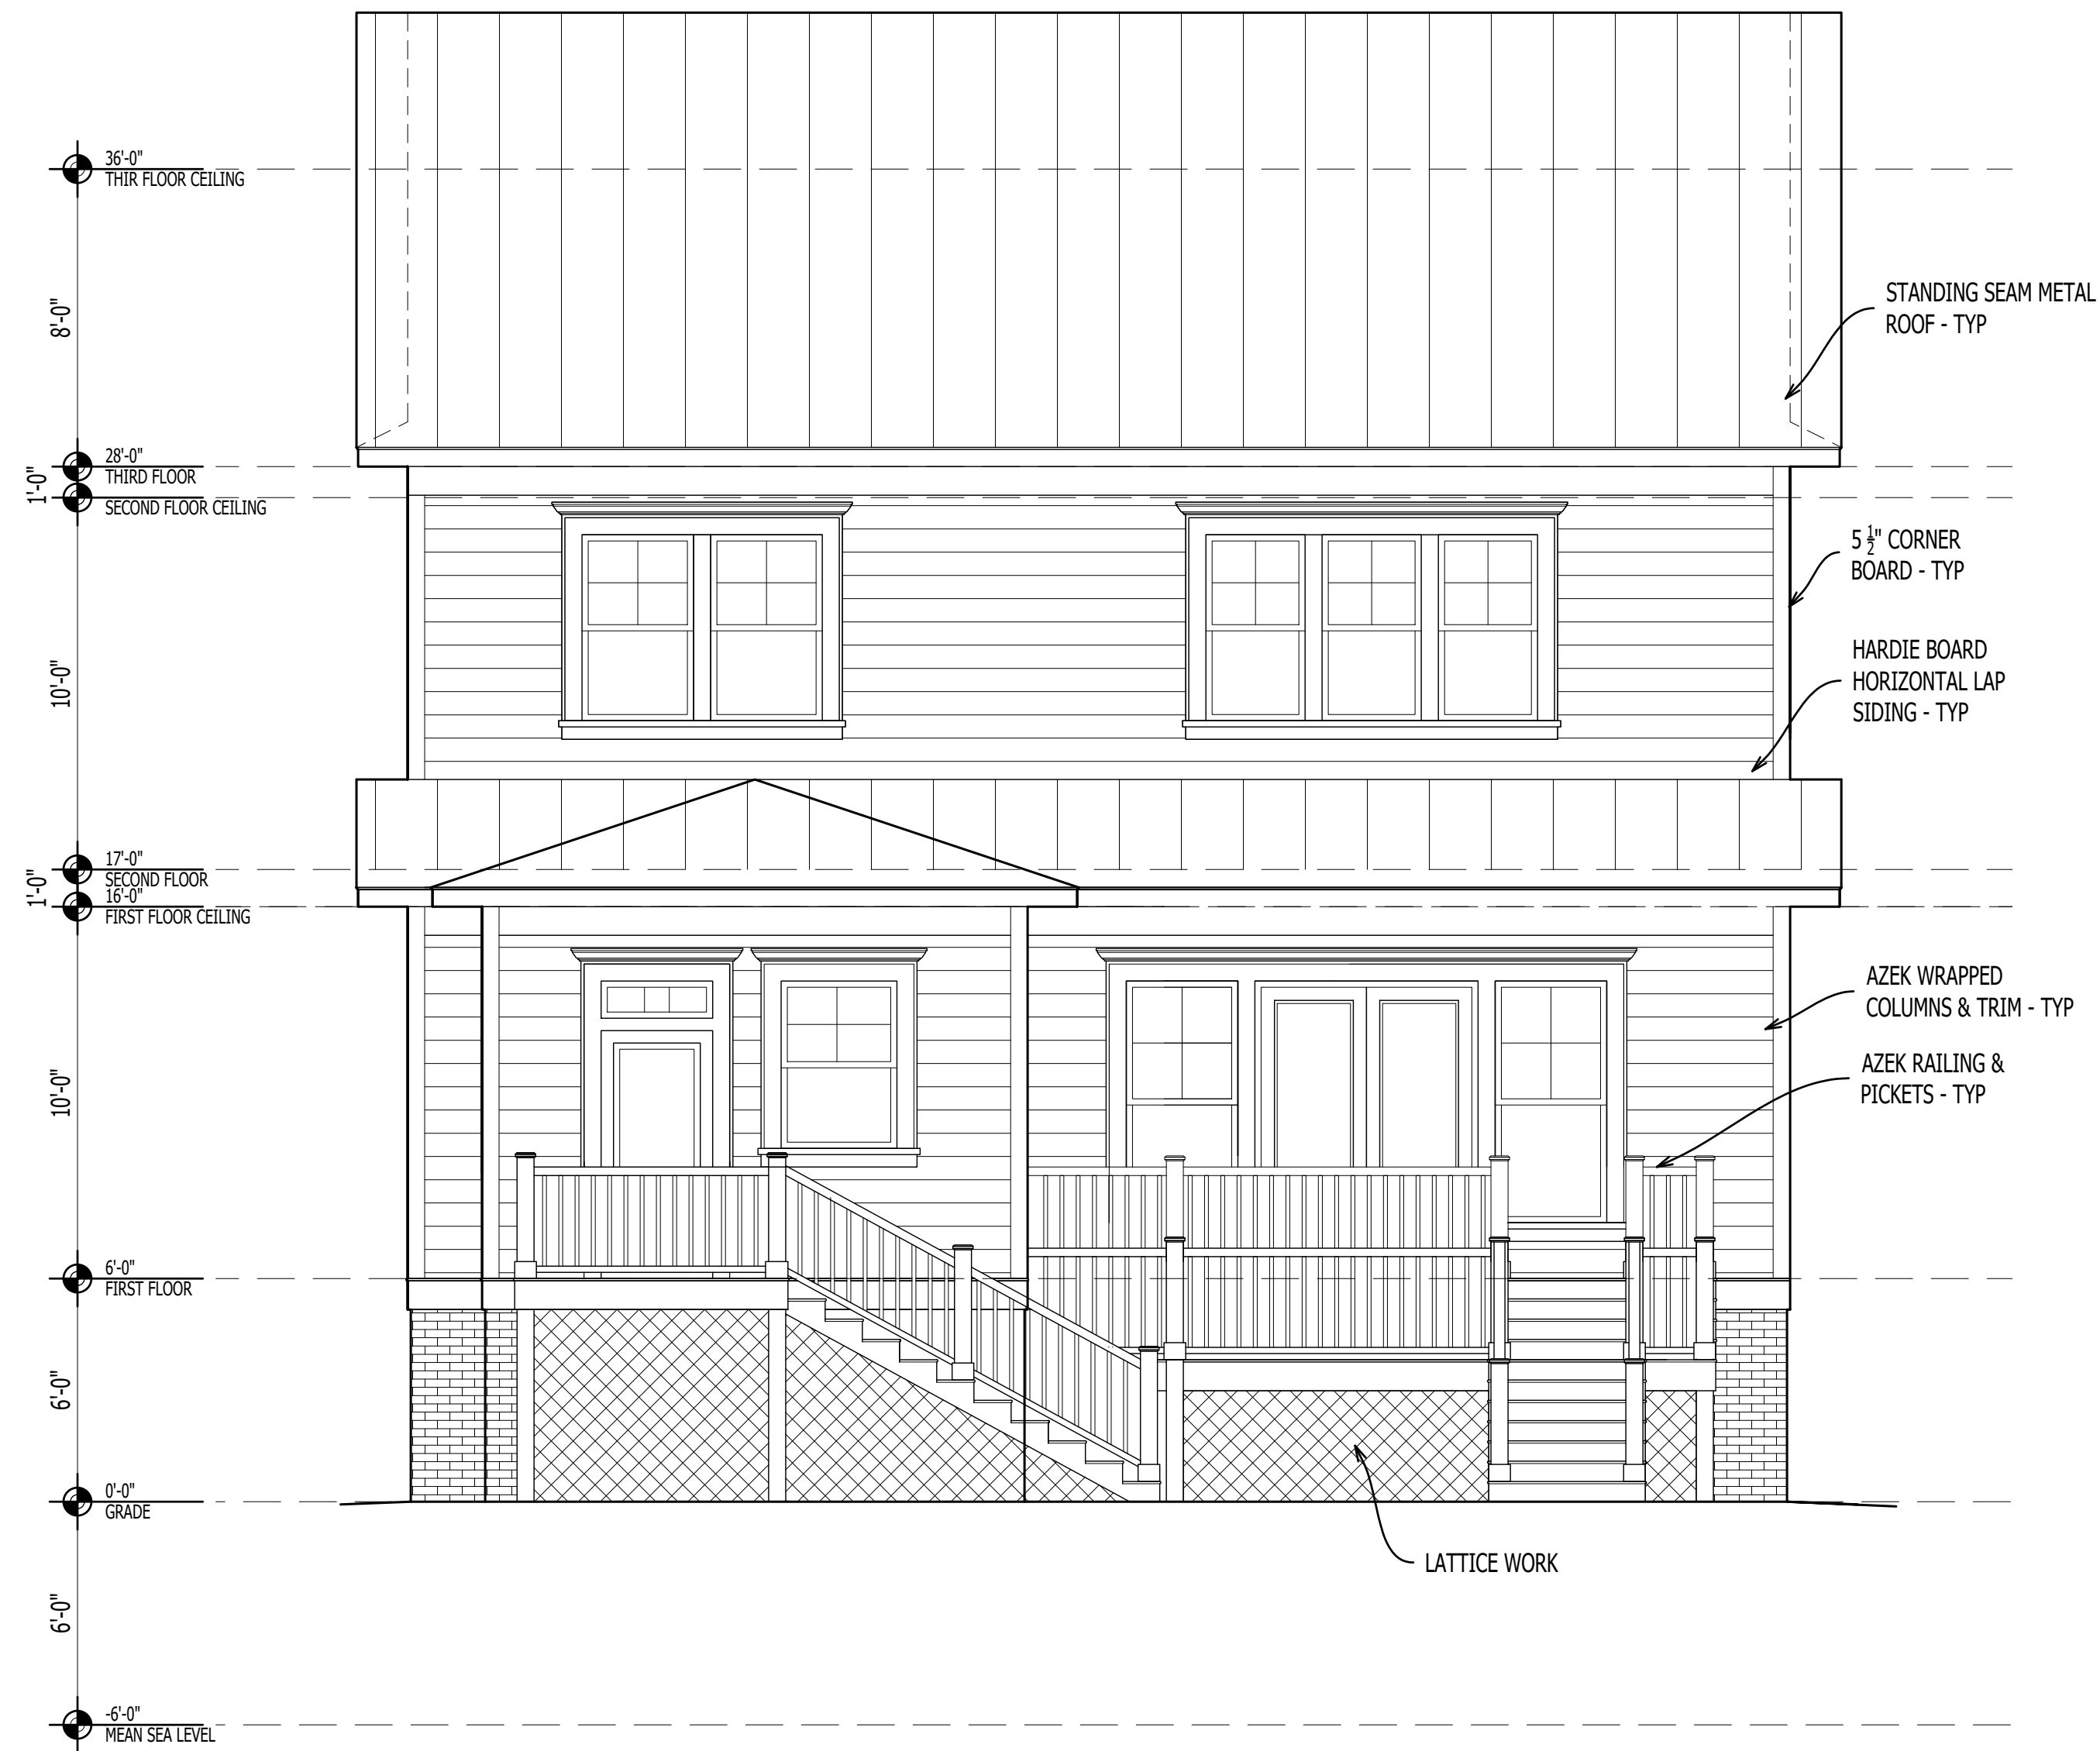 36'-0"
THIR FLOOR CEILING
8'-0"
STANDING SEAM METAL
ROOF - TYP
28'-0"
THIRD FLOOR
1'-0"
SECOND FLOOR CEILING
5 1/2" CORNER
BOARD - TYP
10'-0"
HARDIE BOARD
HORIZONTAL LAP
SIDING - TYP
17'-0"
SECOND FLOOR
1'-0"
16'-0"
FIRST FLOOR CEILING
AZEK WRAPPED
COLUMNS & TRIM - TYP
10'-0"
AZEK RAILING &
PICKETS - TYP
6'-0"
FIRST FLOOR
6'-0"
0'-0"
GRADE
LATTICE WORK
6'-0"
-6'-0"
MEAN SEA LEVEL